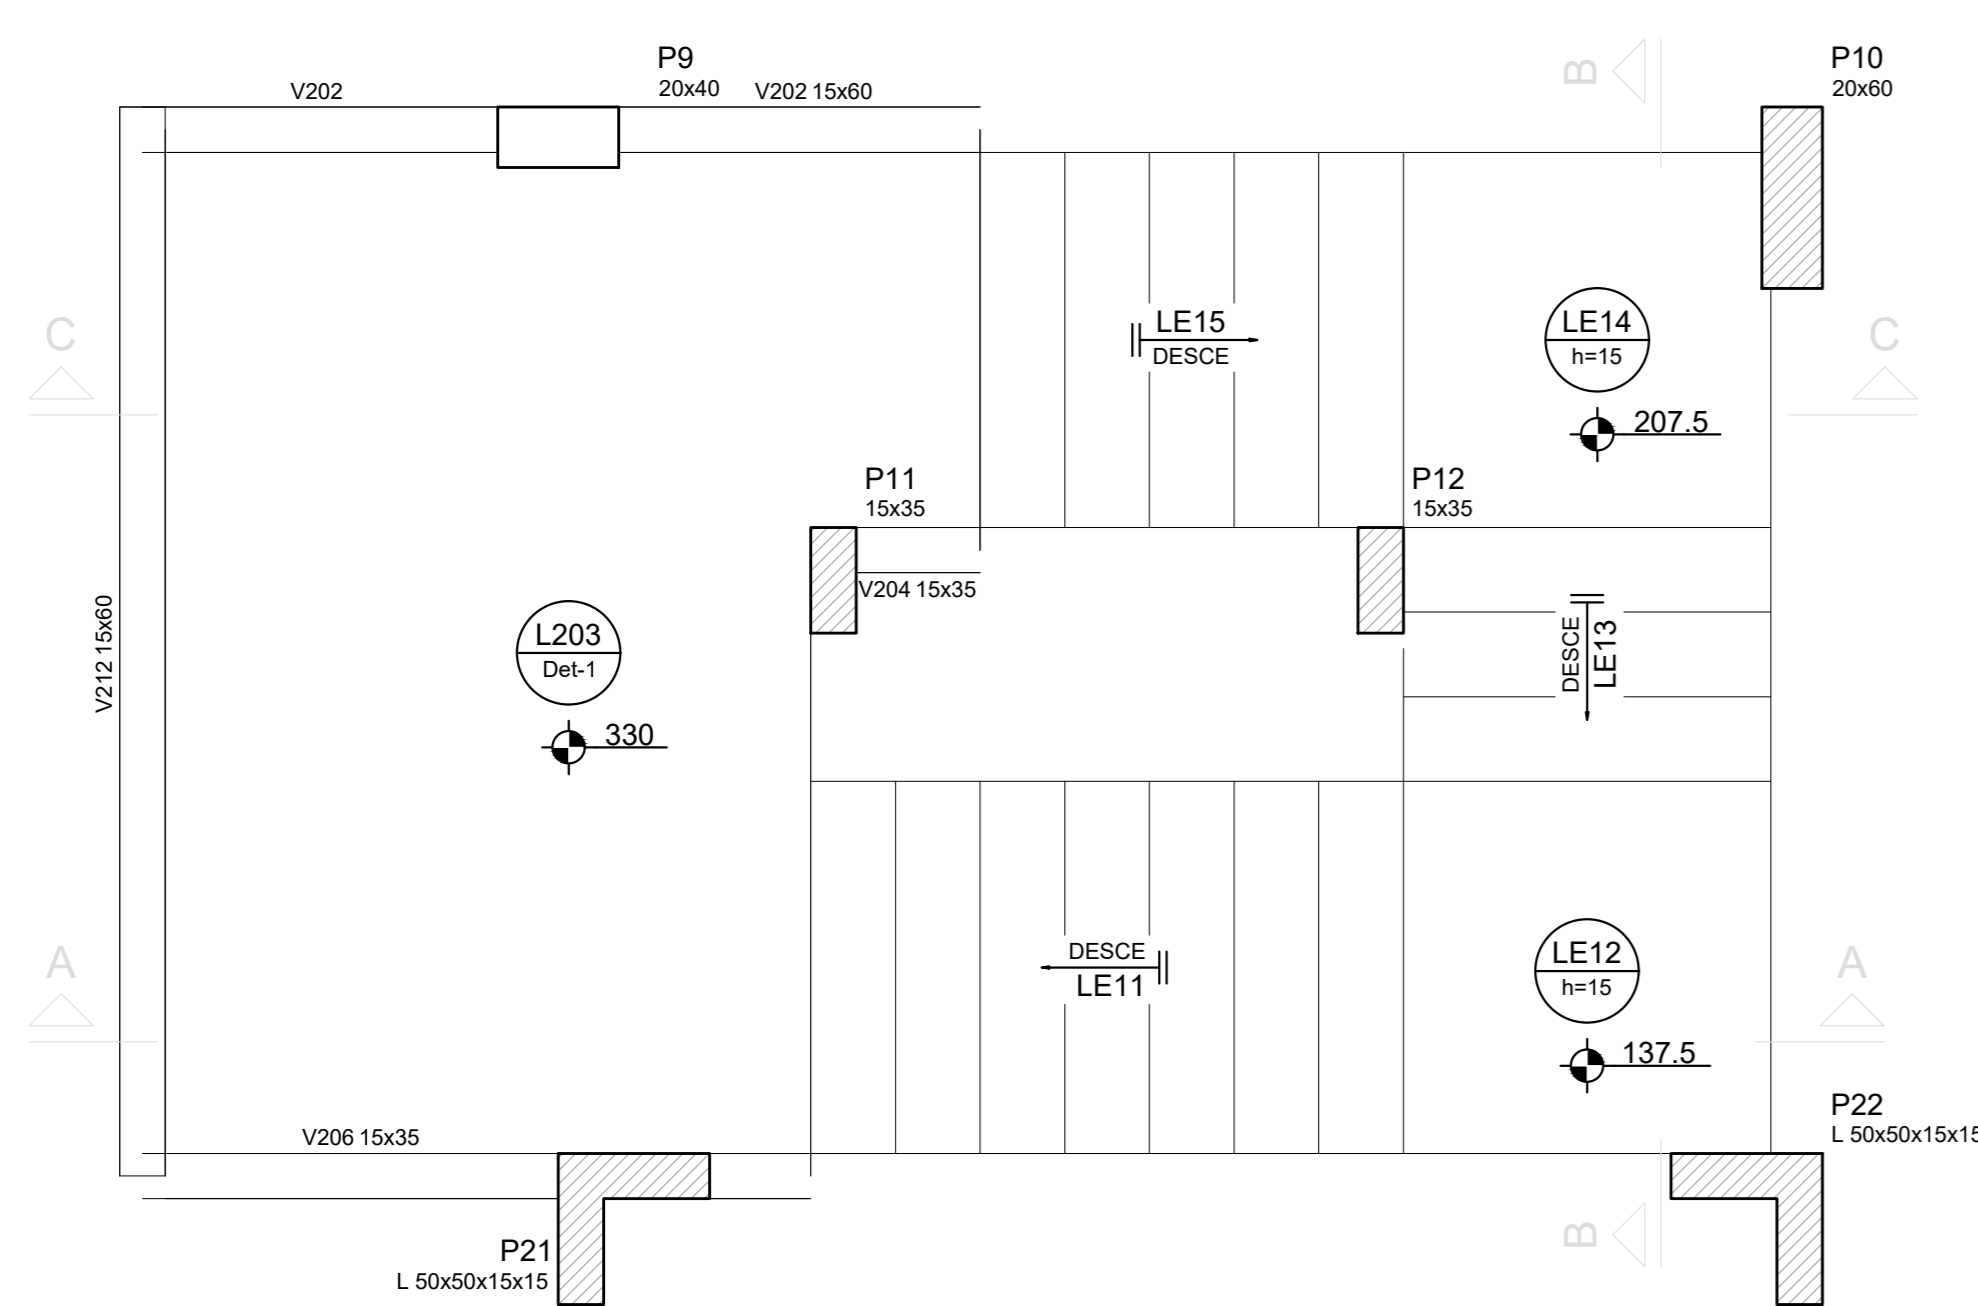 P9
20x40
V202
V202 15x60
B
P10
20x60
C
LE15
DESCE
LE14
h=15
C
207.5
P11
15x35
P12
15x35
V204 15x35
V212 15x60
L203
Det-1
330
DESCE
LE13
A
DESCE
LE11
LE12
h=15
A
137.5
P22
L 50x50x15x15
V206 15x35
B
P21
L 50x50x15x15